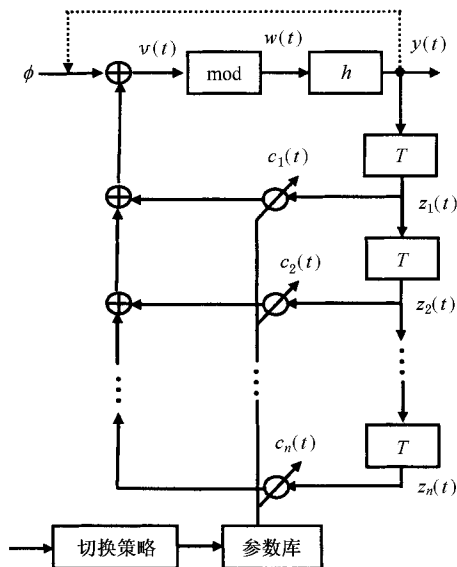 ϕ
v(t)
mod
w(t)
h
y(t)
T
c₁(t)
z₁(t)
T
c₂(t)
z₂(t)
T
cₙ(t)
zₙ(t)
切换策略
参数库